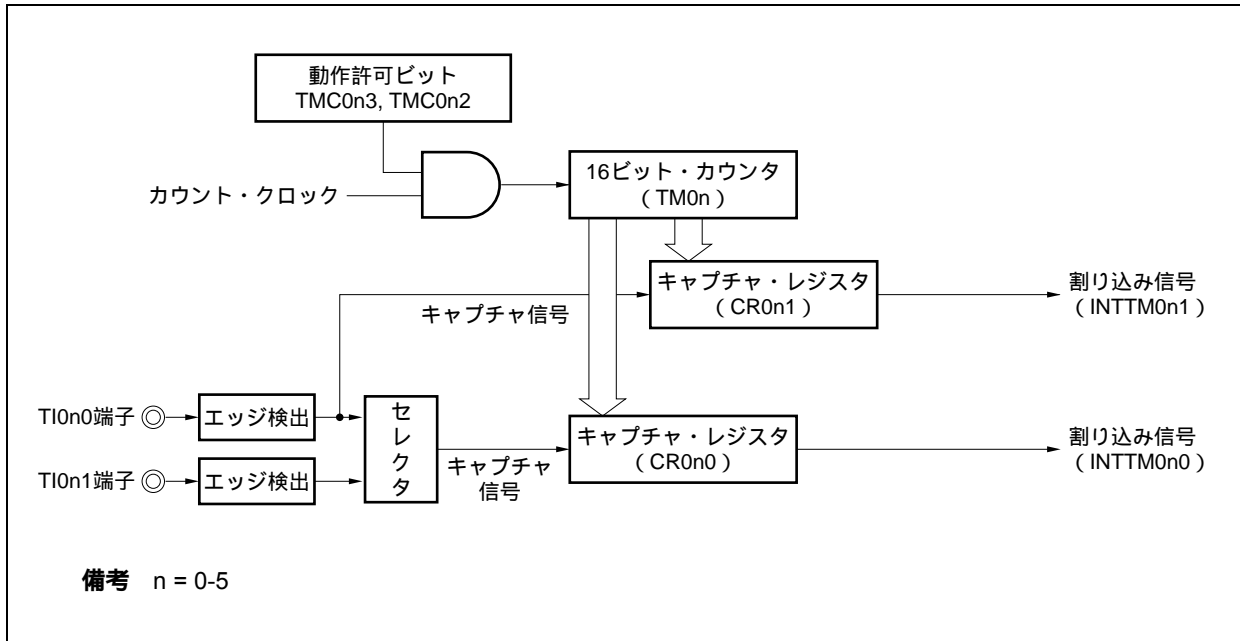 動作許可ビット
TMC0n3, TMC0n2
カウント・クロック
16ビット・カウンタ
（TM0n）
キャプチャ・レジスタ
（CR0n1）
割り込み信号
（INTTM0n1）
キャプチャ信号
TI0n0端子
エッジ検出
セレクタ
キャプチャ・レジスタ
（CR0n0）
割り込み信号
（INTTM0n0）
キャプチャ
信号
TI0n1端子
エッジ検出
備考 n = 0-5